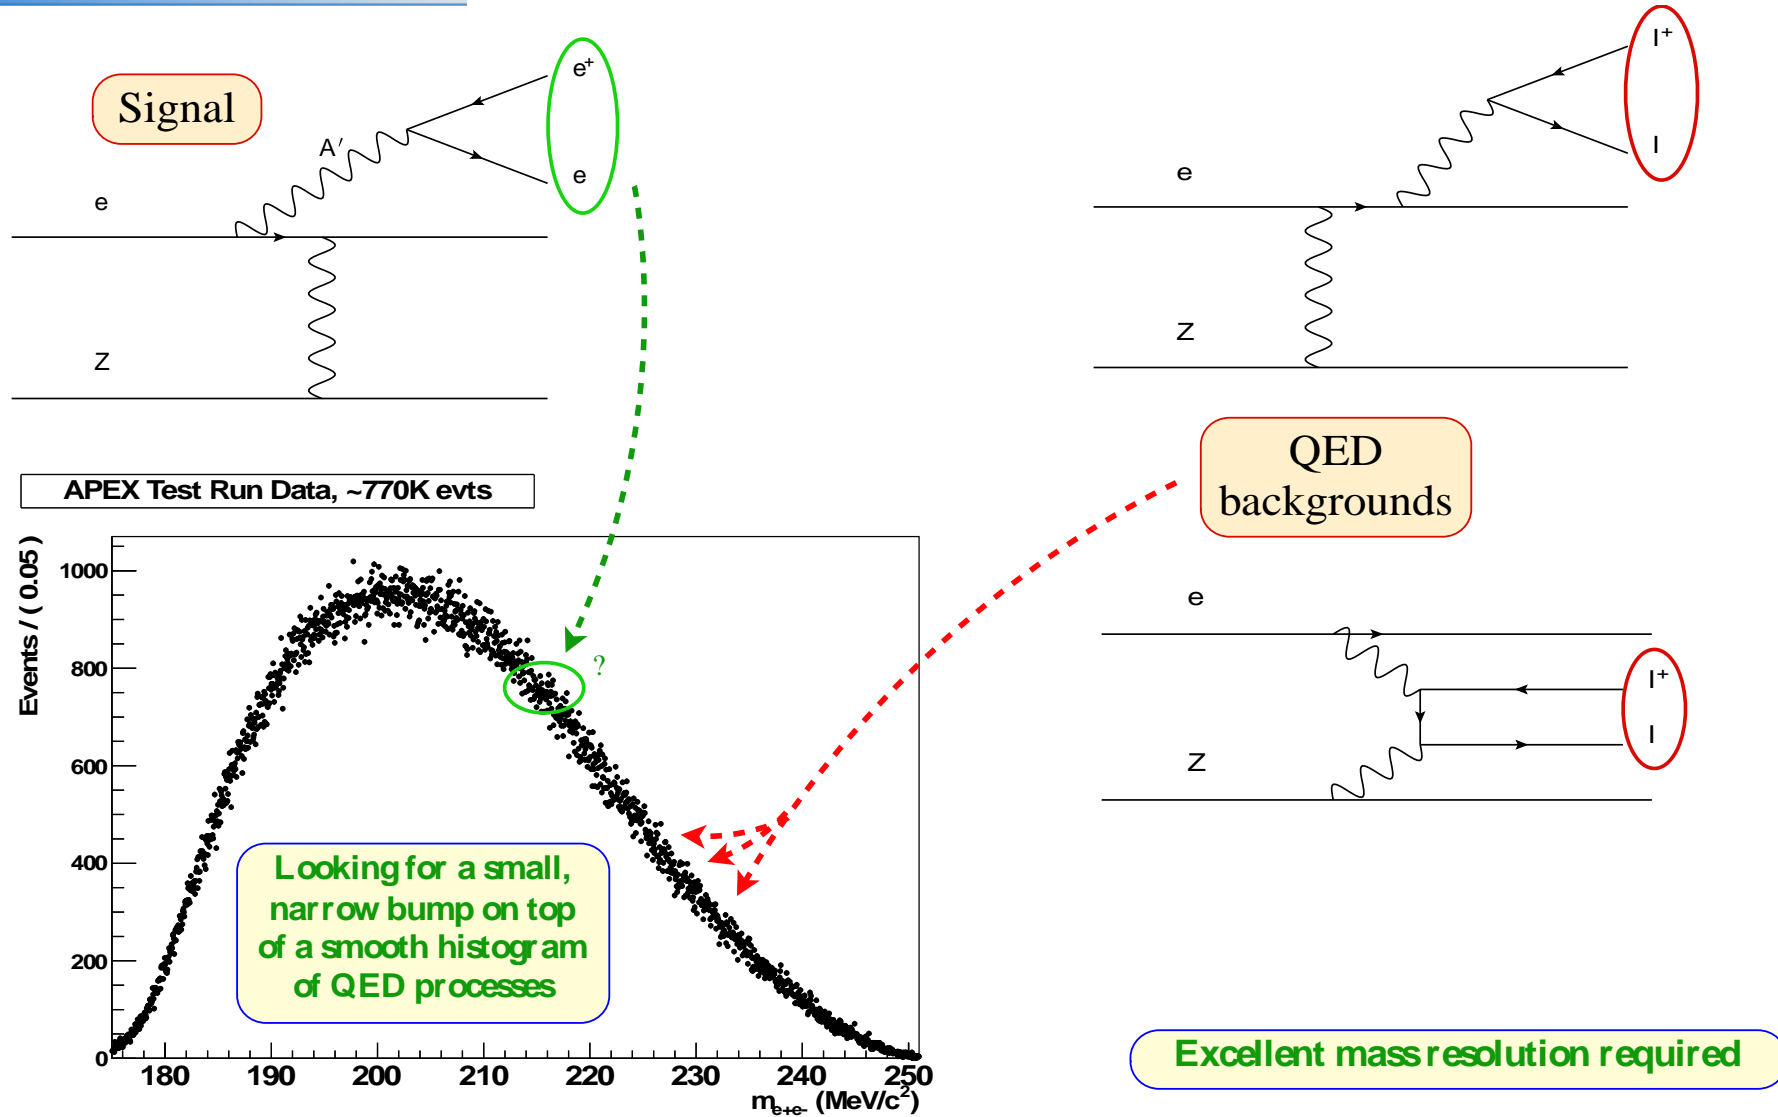 Signal
e+
A′
e
e
Z
l+
l
e
Z
QED
backgrounds
APEX Test Run Data, ~770K evts
Events / ( 0.05 )
1000
800
600
400
200
0
180 190 200 210 220 230 240 250
m e+e- (MeV/c²)
?
Looking for a small,
narrow bump on top
of a smooth histogram
of QED processes
e
Z
l+
l
Excellent mass resolution required